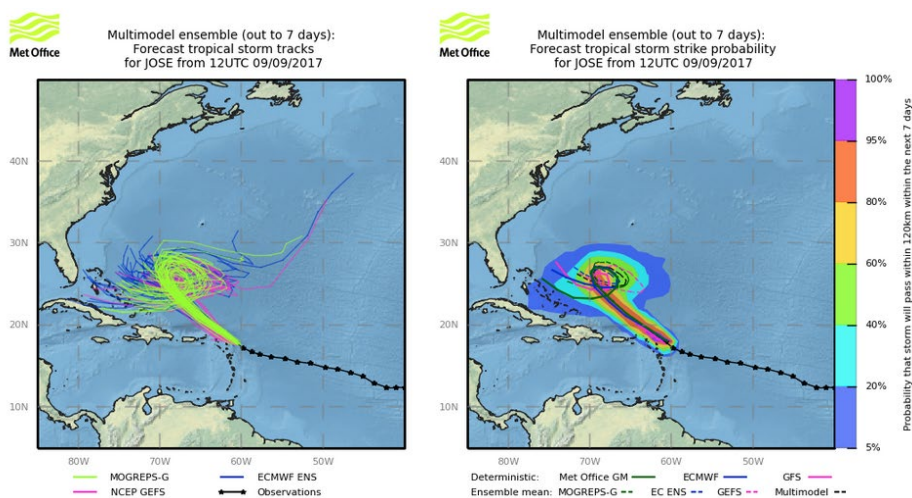 Met Office
Multimodel ensemble (out to 7 days):
Forecast tropical storm tracks
for JOSE from 12UTC 09/09/2017
40N
30N
20N
10N
80W 70W 60W 50W
MOGREPS-G ECMWF ENS
NCEP GEFS Observations
Met Office
Multimodel ensemble (out to 7 days):
Forecast tropical storm strike probability
for JOSE from 12UTC 09/09/2017
40N
30N
20N
10N
80W 70W 60W 50W
100%
95%
80%
60%
40%
20%
5%
Probability that storm will pass within 120km within the next 7 days
Deterministic: Met Office GM ECMWF GFS
Ensemble mean: MOGREPS-G EC ENS GEFS Multimodel